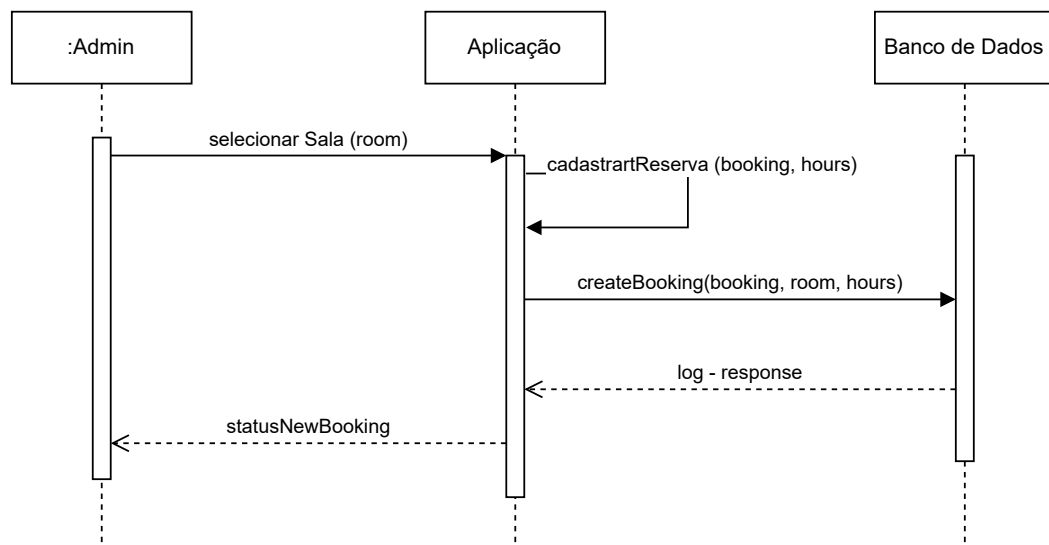 :Admin
Aplicação
Banco de Dados
selecionar Sala (room)
cadastrartReserva (booking, hours)
createBooking(booking, room, hours)
log - response
statusNewBooking